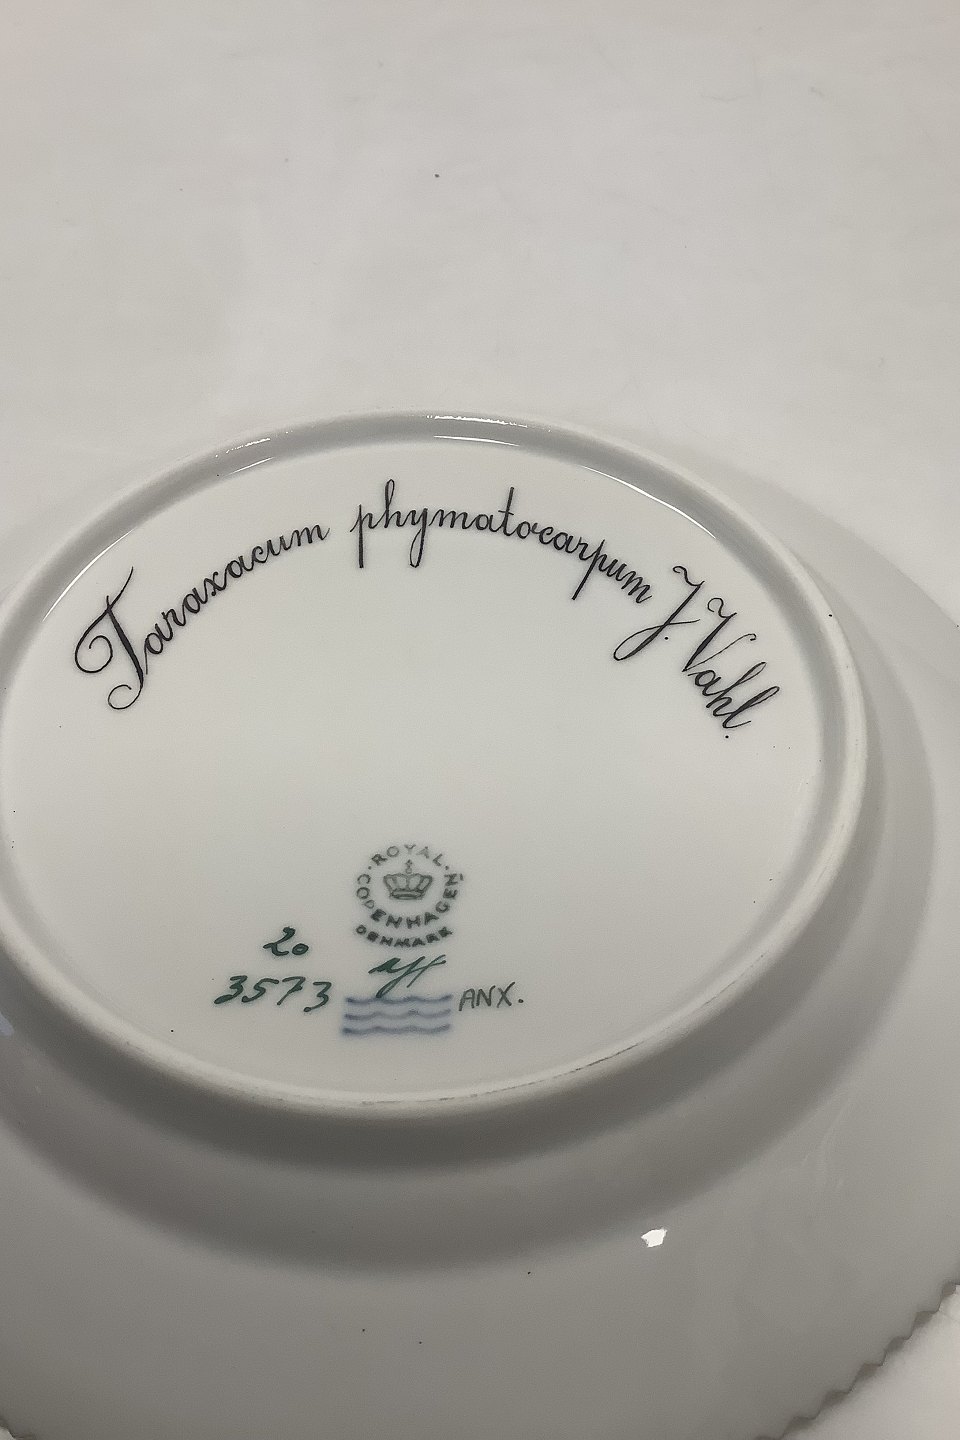 Taraxacum phymatocarpum J. Vahl.
ROYAL
COPENHAGEN
DENMARK
20
3573
ANX.